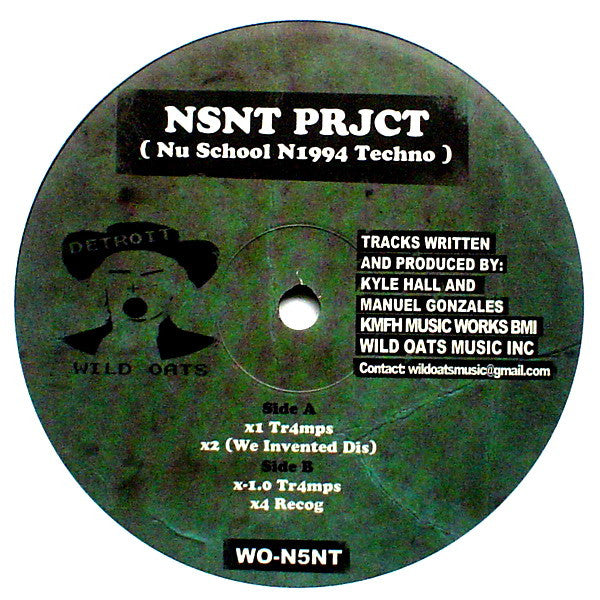 NSNT PRJCT
( Nu School N1994 Techno )
DETROIT
WILD OATS
TRACKS WRITTEN
AND PRODUCED BY:
KYLE HALL AND
MANUEL GONZALES
KMFH MUSIC WORKS BMI
WILD OATS MUSIC INC
Contact: wildoatsmusic@gmail.com
Side A
x1 Tr4mps
x2 (We Invented Dis)
Side B
x-1.0 Tr4mps
x4 Recog
WO-N5NT